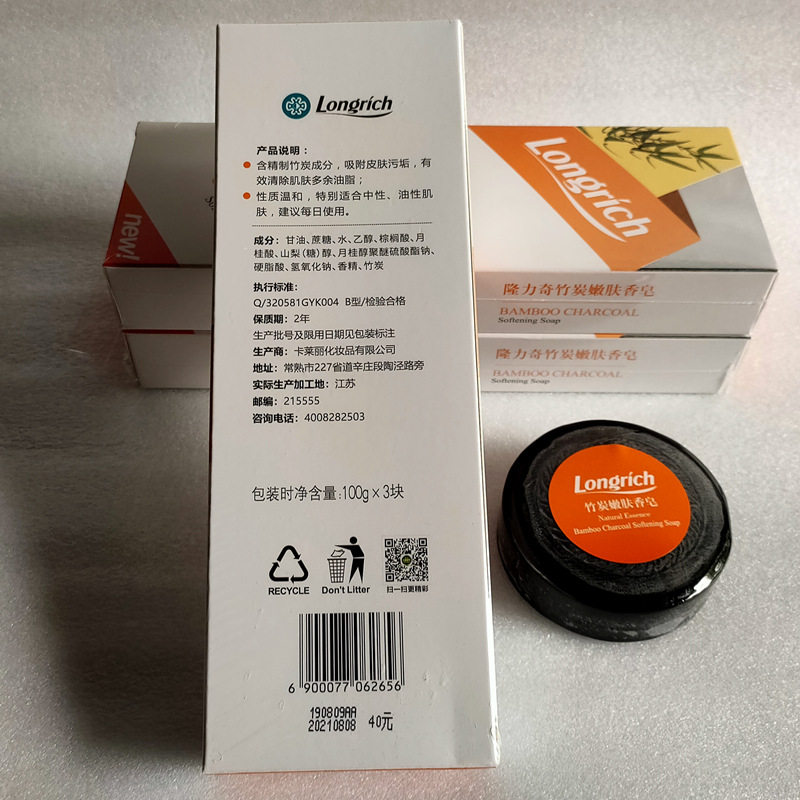 Longrich
产品说明：
含精制竹炭成分，吸附皮肤污垢，有
效清除肌肤多余油脂；
性质温和，特别适合中性、油性肌
肤，建议每日使用。
成分：甘油、蔗糖、水、乙醇、棕榈酸、月
桂酸、山梨（糖）醇、月桂醇聚醚硫酸酯钠、
硬脂酸、氢氧化钠、香精、竹炭
执行标准：
Q/320581GYK004 B型/检验合格
保质期：2年
生产批号及限用日期见包装标注
生产商：卡莱丽化妆品有限公司
地址：常熟市227省道辛庄段陶泾路旁
实际生产加工地：江苏
邮编：215555
咨询电话：4008282503
包装时净含量：100g×3块
RECYCLE
Don't Litter
扫一扫更精彩
6 900077 062656
190809AA
20210808
40元
new!
Longrich
隆力奇竹炭嫩肤香皂
BAMBOO CHARCOAL
Softening Soap
隆力奇竹炭嫩肤香皂
BAMBOO CHARCOAL
Softening Soap
Longrich
竹炭嫩肤香皂
Natural Essence
Bamboo Charcoal Softening Soap